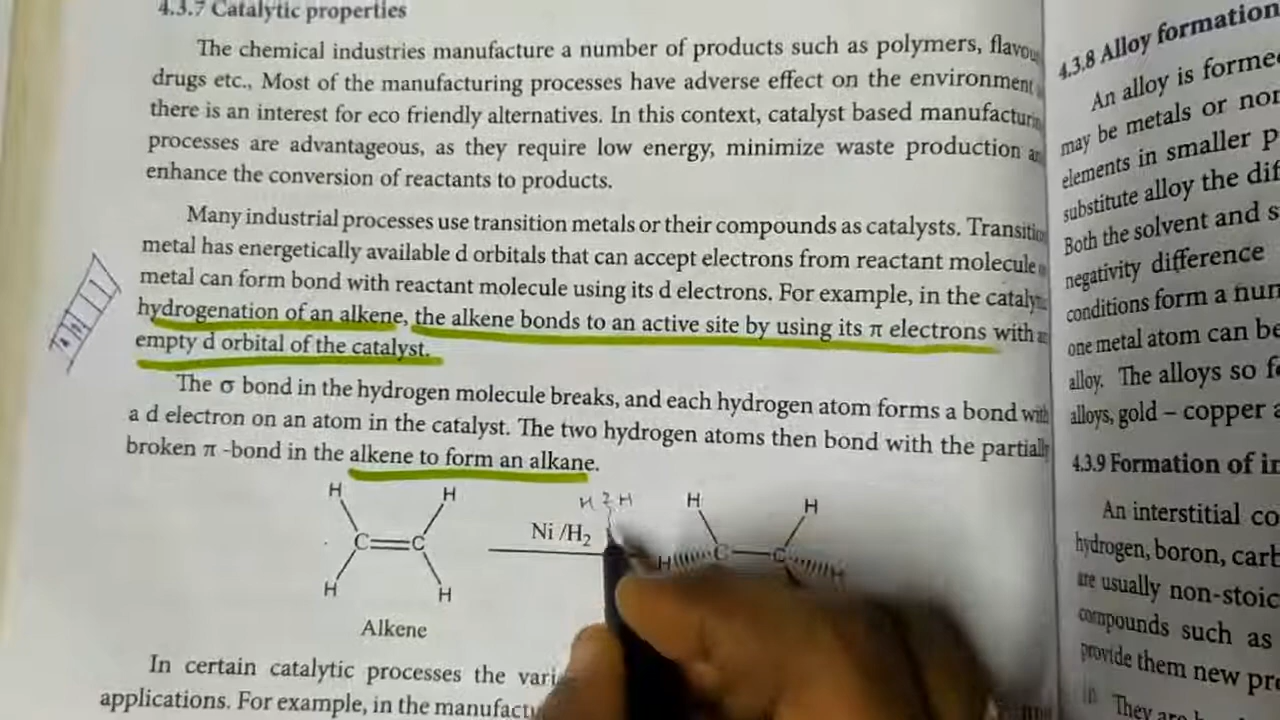 4.3.7 Catalytic properties
The chemical industries manufacture a number of products such as polymers,
drugs etc., Most of the manufacturing processes have adverse effect on the environment
there is an interest for eco friendly alternatives. In this context, catalyst based
processes are advantageous, as they require low energy, minimize waste production
enhance the conversion of reactants to products.
Many industrial processes use transition metals or their compounds as catalysts.
metal has energetically available d orbitals that can accept electrons from reactant molecule
metal can form bond with reactant molecule using its d electrons. For example, in the
hydrogenation of an alkene, the alkene bonds to an active site by using its π electrons with
empty d orbital of the catalyst.
The σ bond in the hydrogen molecule breaks, and each hydrogen atom forms a bond with
a d electron on an atom in the catalyst. The two hydrogen atoms then bond with the partially
broken π -bond in the alkene to form an alkane.
H H H H H H
Ni /H₂
C C H C C H
H H
Alkene
In certain catalytic processes the
applications. For example, in the
4.3.8 Alloy formation
An alloy is
may be metals or
elements in smaller
substitute alloy the
Both the solvent and
negativity difference
conditions form a
one metal atom can
alloy. The alloys so
alloys, gold – copper
4.3.9 Formation of
An interstitial
hydrogen, boron,
are usually
compounds such as
provide them new
They are